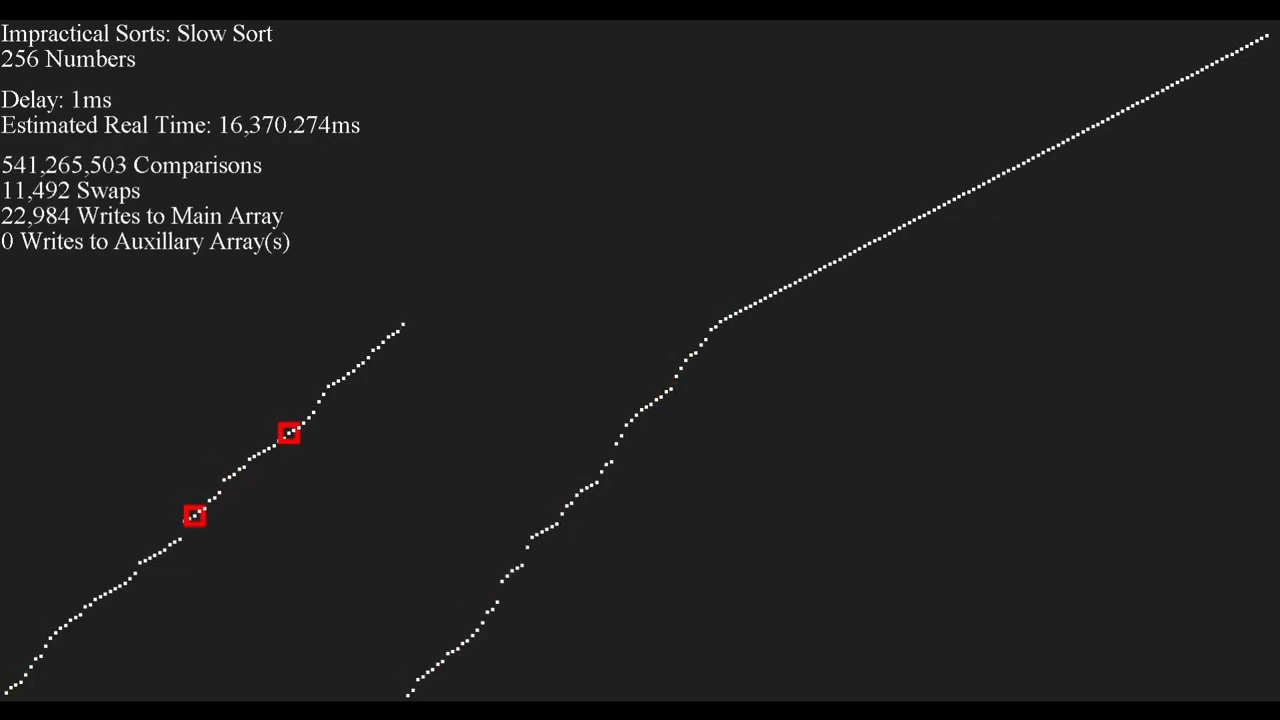 Impractical Sorts: Slow Sort
256 Numbers
Delay: 1ms
Estimated Real Time: 16,370.274ms
541,265,503 Comparisons
11,492 Swaps
22,984 Writes to Main Array
0 Writes to Auxillary Array(s)